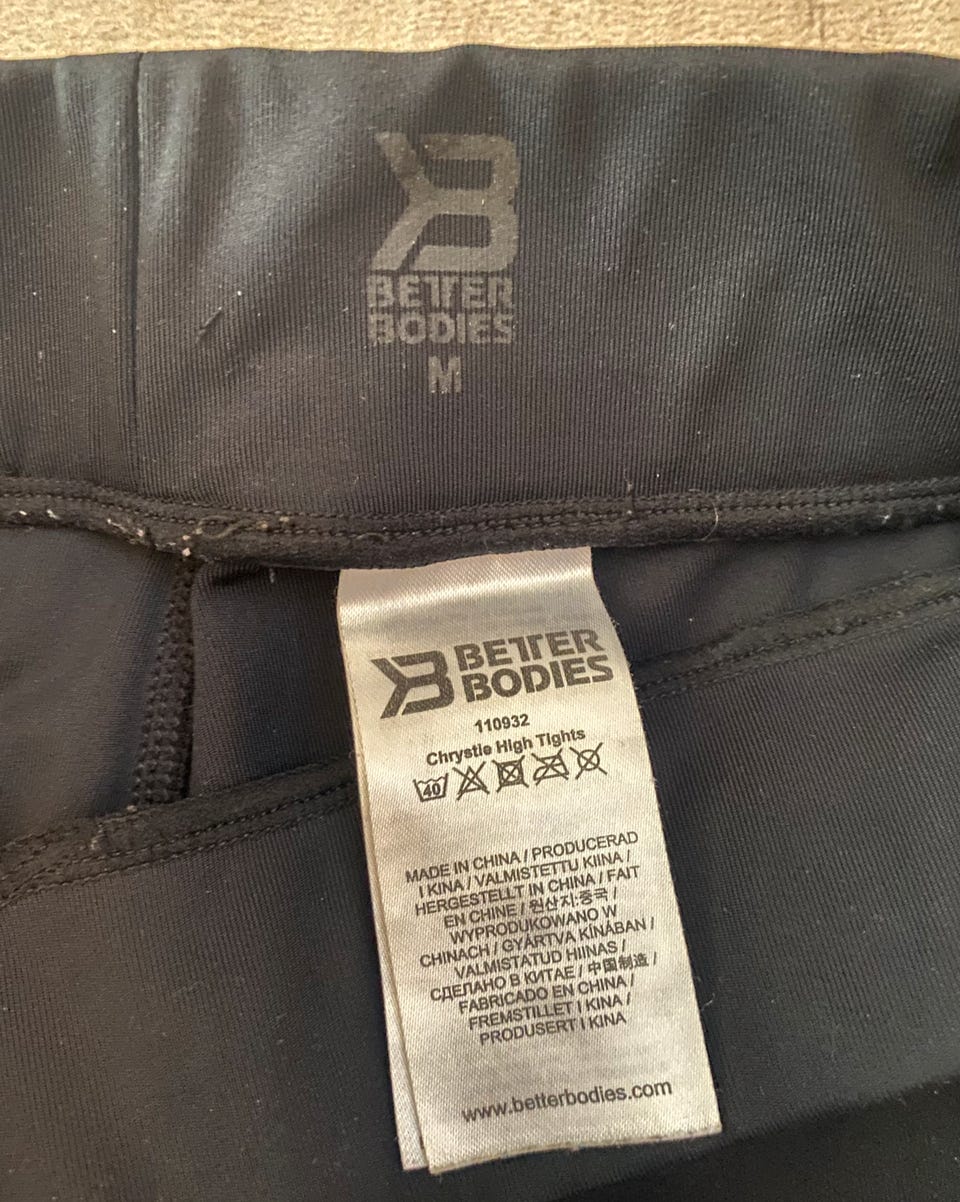 BETTER
BODIES
M
BETTER
BODIES
110932
Chrystie High Tights
40
MADE IN CHINA / PRODUCERAD
I KINA / VALMISTETTU KIINA /
HERGESTELLT IN CHINA / FAIT
EN CHINE / 원산지:중국 /
WYPRODUKOWANO W
CHINACH / GYÁRTVA KÍNÁBAN /
VALMISTATUD HIINAS /
СДЕЛАНО В КИТАЕ / 中国制造 /
FABRICADO EN CHINA /
FREMSTILLET I KINA /
PRODUSERT I KINA
www.betterbodies.com